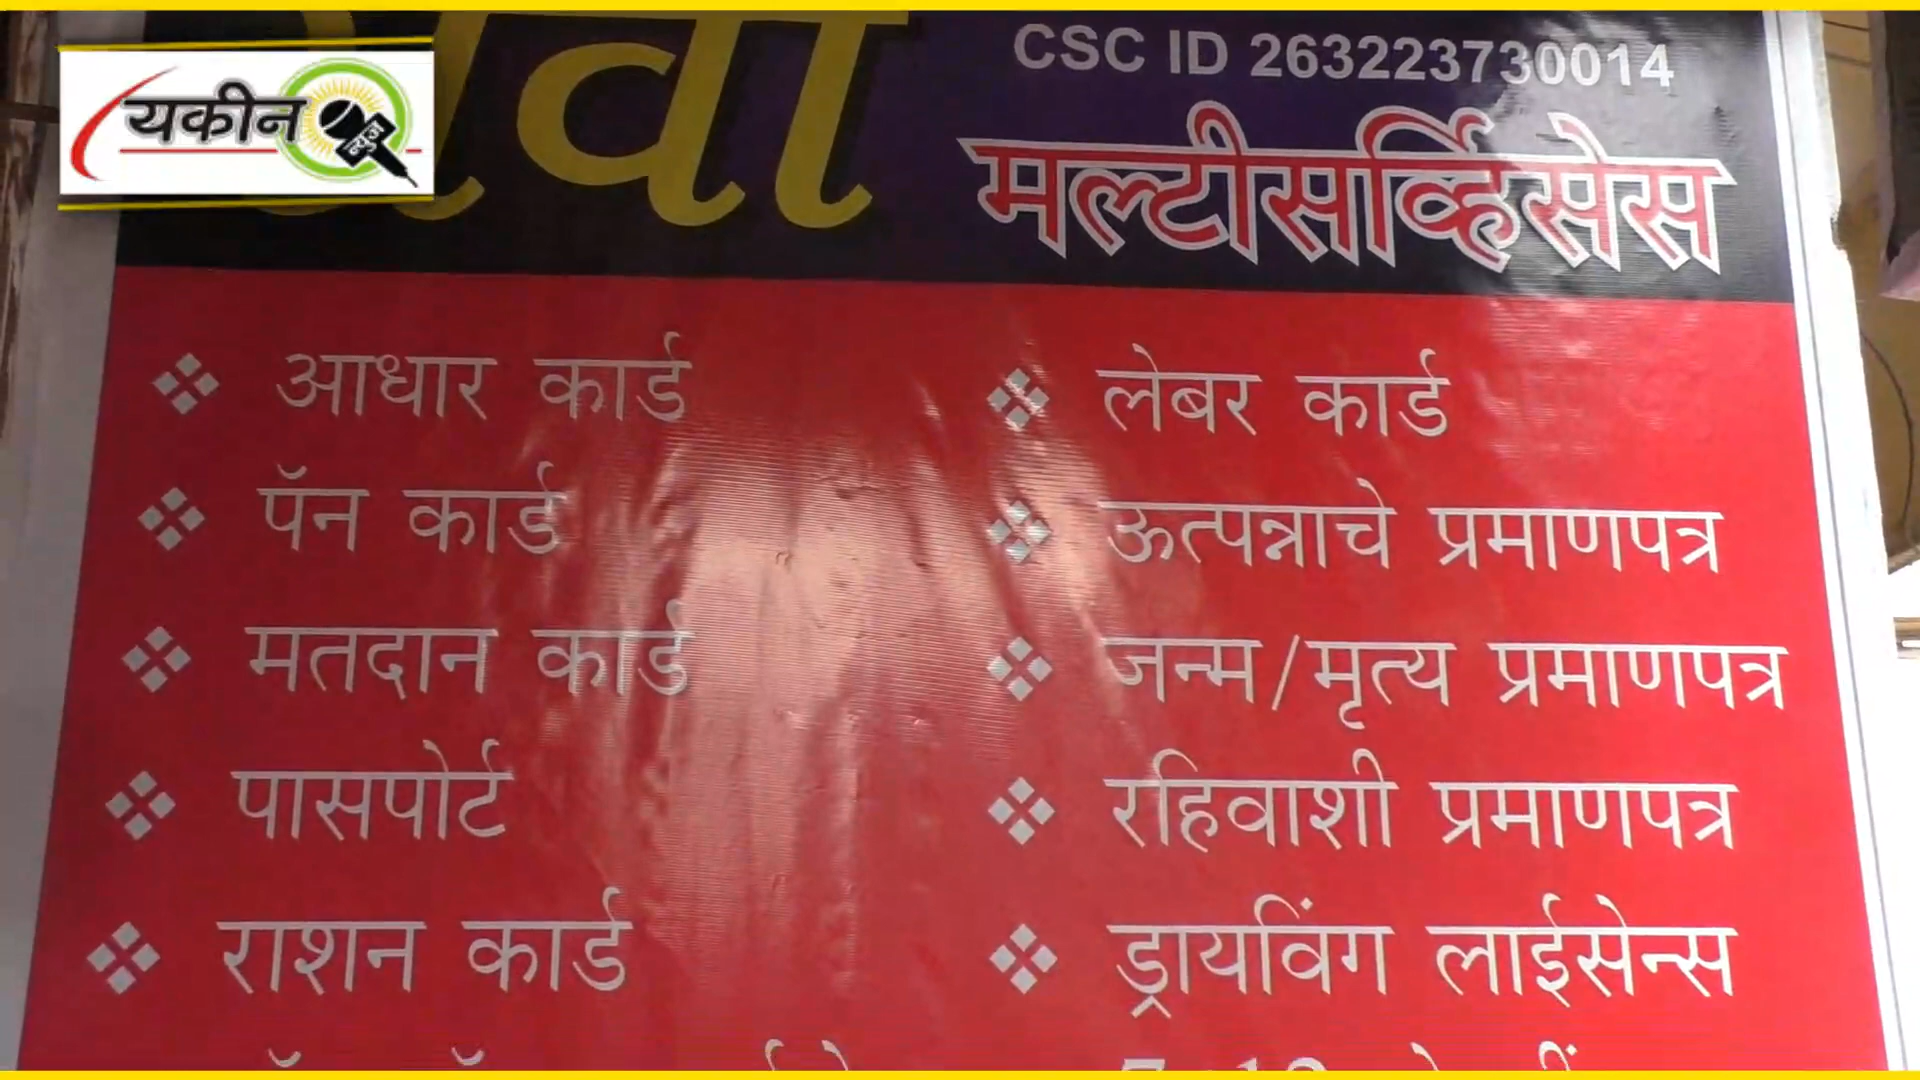 CSC ID 263223730014
यकीन
न्युज
मल्टीसर्व्हिसेस
आधार कार्ड
लेबर कार्ड
पॅन कार्ड
ऊत्पन्नाचे प्रमाणपत्र
मतदान कार्ड
जन्म/मृत्य प्रमाणपत्र
पासपोर्ट
रहिवाशी प्रमाणपत्र
राशन कार्ड
ड्रायविंग लाईसेन्स